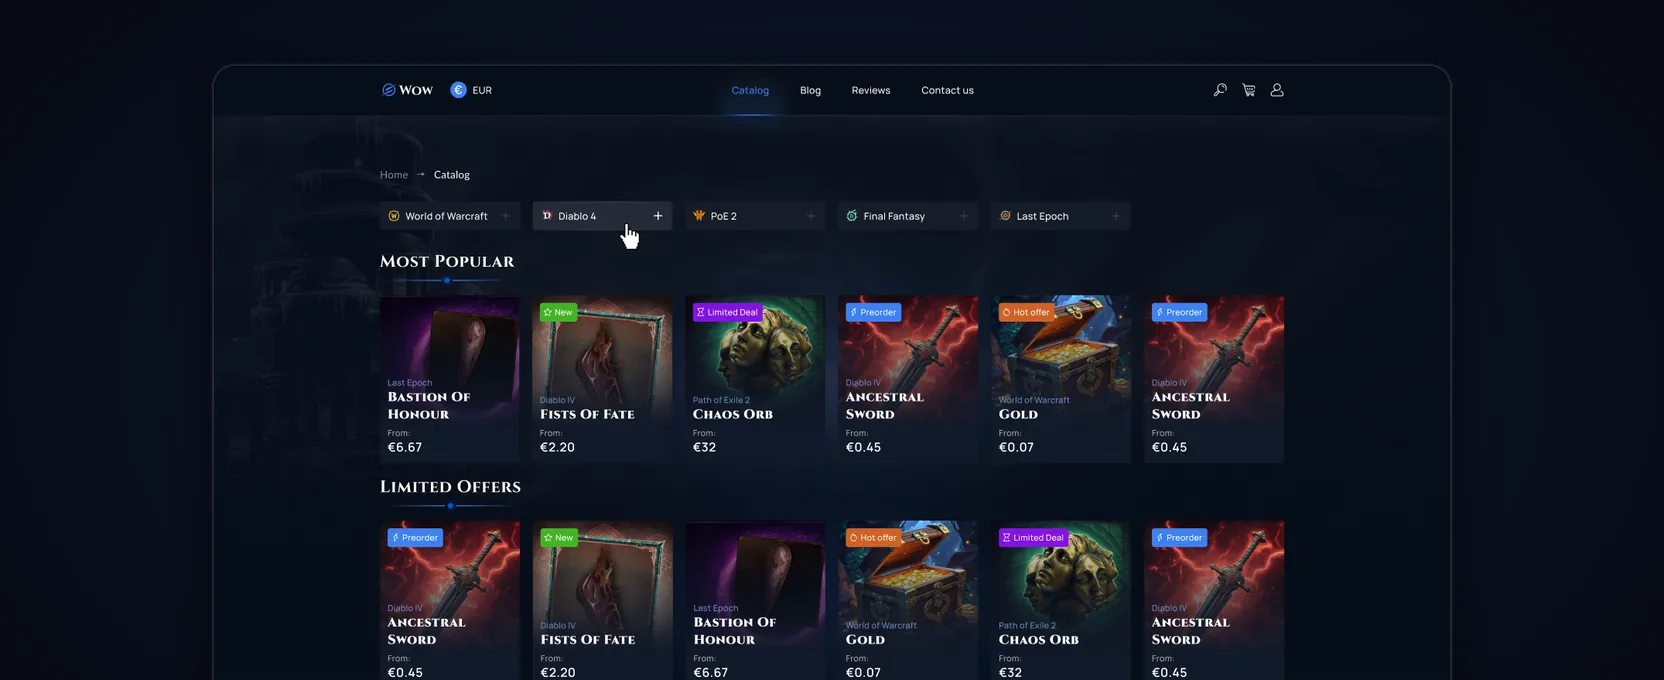 Wow
€ EUR
Catalog
Blog
Reviews
Contact us
Home → Catalog
World of Warcraft +
Diablo 4 +
PoE 2 +
Final Fantasy +
Last Epoch +
Most Popular
Last Epoch
Bastion Of
Honour
From:
€6.67
New
Diablo IV
Fists Of Fate
From:
€2.20
Limited Deal
Path of Exile 2
Chaos Orb
From:
€32
Preorder
Diablo IV
Ancestral
Sword
From:
€0.45
Hot offer
World of Warcraft
Gold
From:
€0.07
Preorder
Diablo IV
Ancestral
Sword
From:
€0.45
Limited Offers
Preorder
Diablo IV
Ancestral
Sword
From:
€0.45
New
Diablo IV
Fists Of Fate
From:
€2.20
Last Epoch
Bastion Of
Honour
From:
€6.67
Hot offer
World of Warcraft
Gold
From:
€0.07
Limited Deal
Path of Exile 2
Chaos Orb
From:
€32
Preorder
Diablo IV
Ancestral
Sword
From:
€0.45